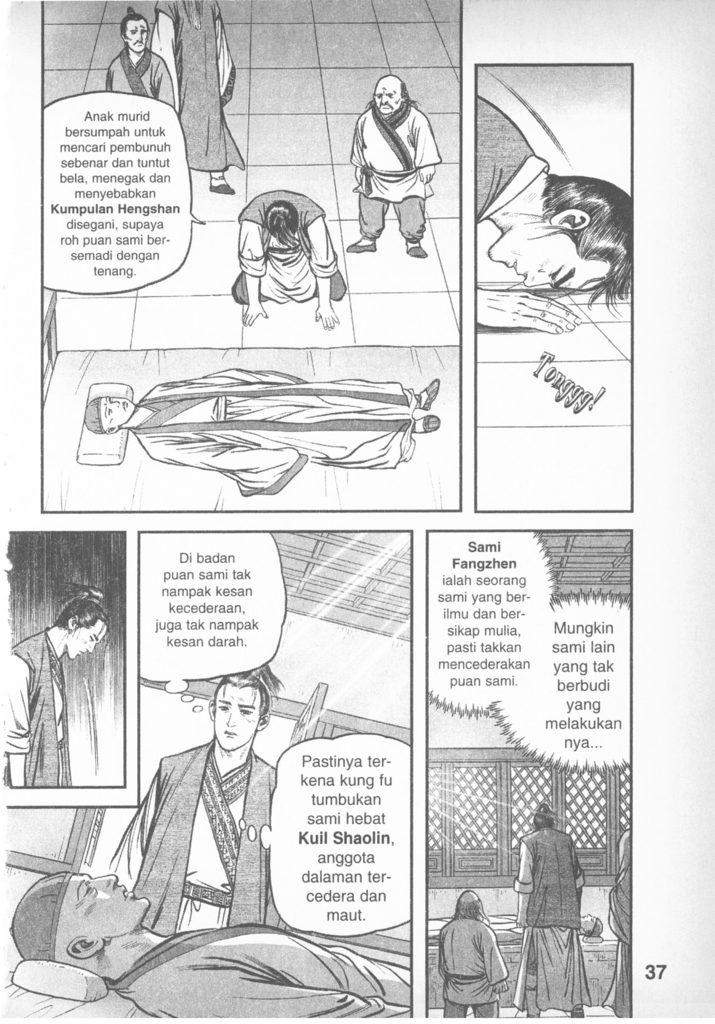 Anak murid
bersumpah untuk
mencari pembunuh
sebenar dan tuntut
bela, menegak dan
menyebabkan
Kumpulan Hengshan
disegani, supaya
roh puan sami ber-
semadi dengan
tenang.
Tonggg!
Di badan
puan sami tak
nampak kesan
kecederaan,
juga tak nampak
kesan darah.
Pastinya ter-
kena kung fu
tumbukan
sami hebat
Kuil Shaolin,
anggota
dalaman ter-
cedera dan
maut.
Sami
Fangzhen
ialah seorang
sami yang ber-
ilmu dan ber-
sikap mulia,
pasti takkan
mencederakan
puan sami.
Mungkin
sami lain
yang tak
berbudi
yang
melakukan
nya...
37